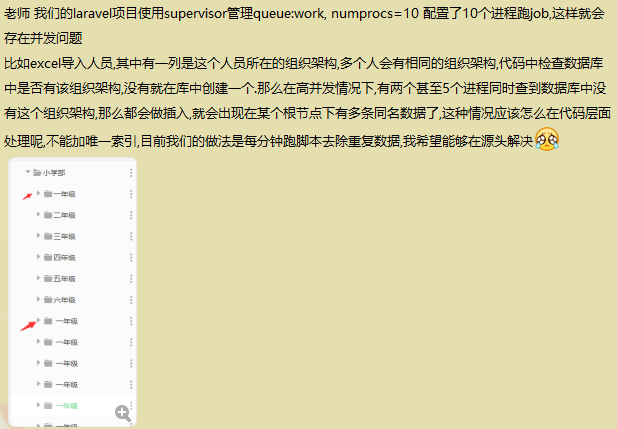 老师 我们的laravel项目使用supervisor管理queue:work, numprocs=10 配置了10个进程跑job,这样就会
存在并发问题
比如excel导入人员,其中有一列是这个人员所在的组织架构,多个人会有相同的组织架构,代码中检查数据库
中是否有该组织架构,没有就在库中创建一个.那么在高并发情况下,有两个甚至5个进程同时查到数据库中没
有这个组织架构,那么都会做插入,就会出现在某个根节点下有多条同名数据了,这种情况应该怎么在代码层面
处理呢,不能加唯一索引,目前我们的做法是每分钟跑脚本去除重复数据,我希望能够在源头解决
小学部
一年级
二年级
三年级
四年级
五年级
六年级
一年级
一年级
一年级
一年级
一年级
一年级